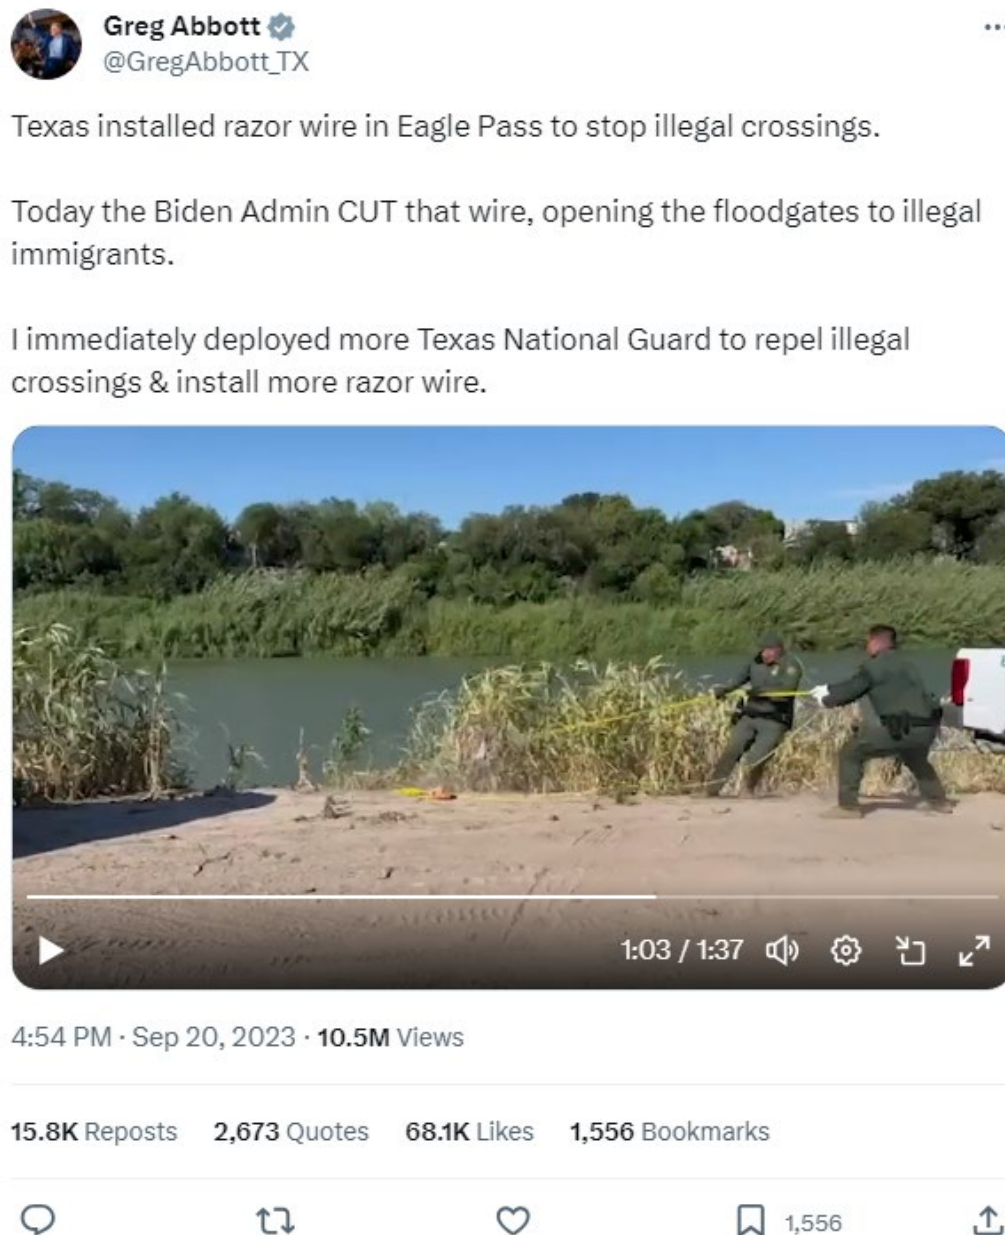 Greg Abbott
@GregAbbott_TX
Texas installed razor wire in Eagle Pass to stop illegal crossings.
Today the Biden Admin CUT that wire, opening the floodgates to illegal
immigrants.
I immediately deployed more Texas National Guard to repel illegal
crossings & install more razor wire.
1:03 / 1:37
4:54 PM · Sep 20, 2023 · 10.5M Views
15.8K Reposts 2,673 Quotes 68.1K Likes 1,556 Bookmarks
1,556